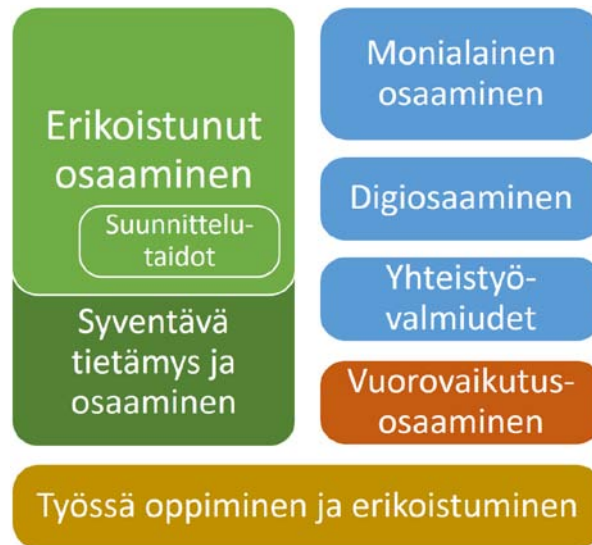 Erikoistunut
osaaminen
Suunnittelu-
taidot
Syventävä
tietämys ja
osaaminen
Monialainen
osaaminen
Digiosaaminen
Yhteistyö-
valmiudet
Vuorovaikutus-
osaaminen
Työssä oppiminen ja erikoistuminen